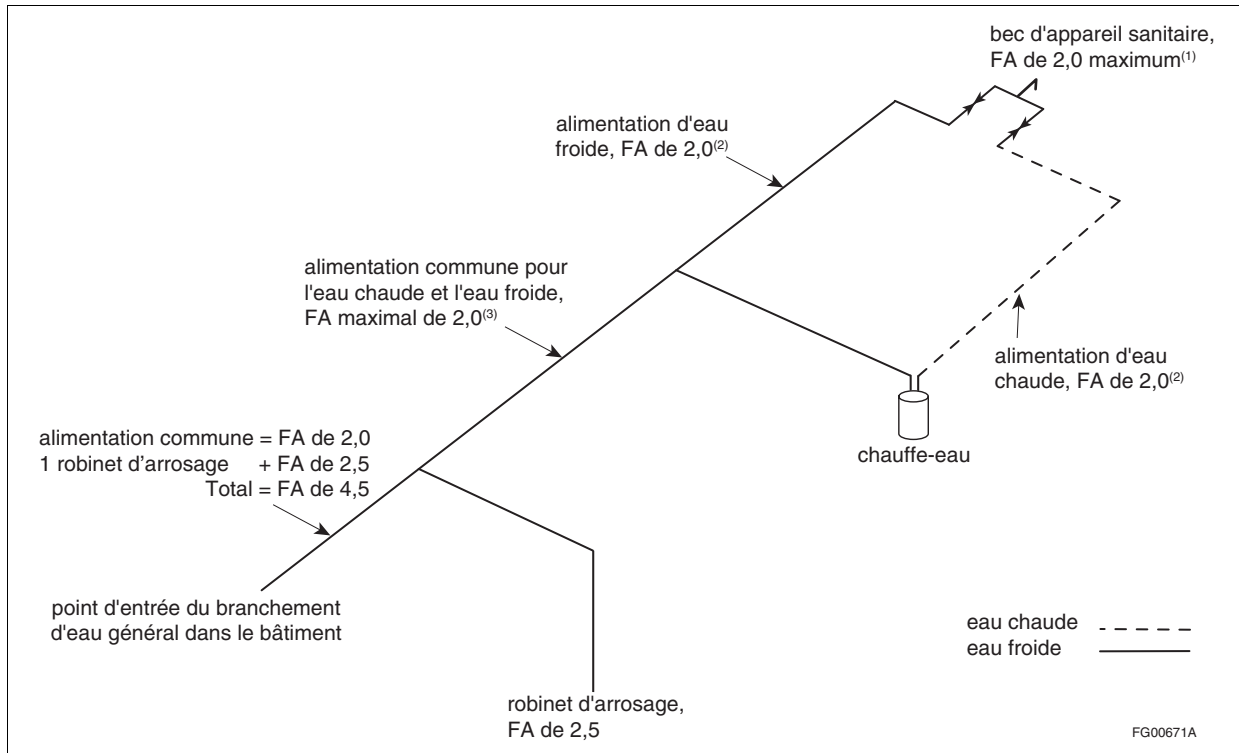 bec d'appareil sanitaire,
FA de 2,0 maximum(1)
alimentation d'eau
froide, FA de 2,0(2)
alimentation commune pour
l'eau chaude et l'eau froide,
FA maximal de 2,0(3)
alimentation d'eau
chaude, FA de 2,0(2)
chauffe-eau
alimentation commune = FA de 2,0
1 robinet d'arrosage + FA de 2,5
Total = FA de 4,5
point d'entrée du branchement
d'eau général dans le bâtiment
eau chaude
eau froide
robinet d'arrosage,
FA de 2,5
FG00671A